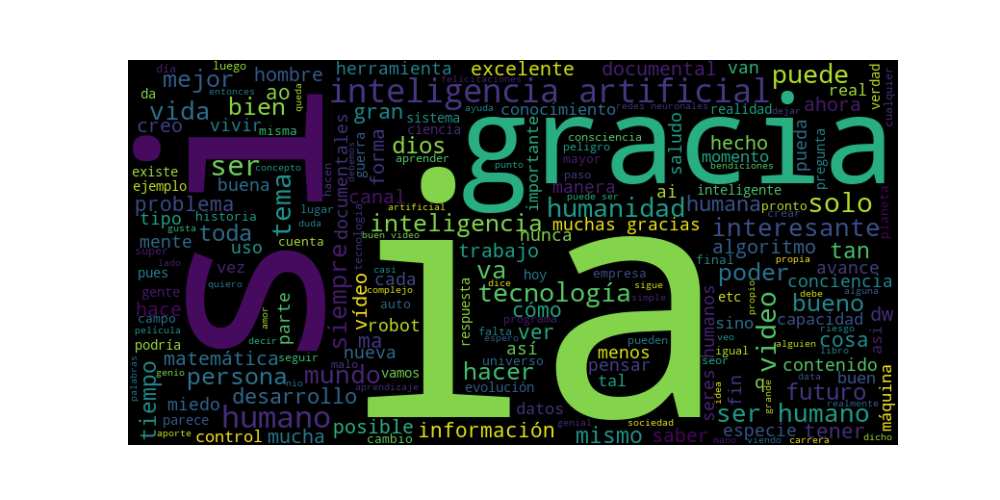 día
luego
herramienta
excelente
documental
van
puede
entonces
mejor
hombre
felicitaciones
verdad
cualquier
da
ao
inteligencia artificial
real
queda
vida
bien
gran
ayuda
conocimiento
redes neuronales
realidad
dejar
ahora
creo
vivir
misma
sistema
ciencia
sí
gracia
dios
hecho
saludo
consciencia
peligro
importante
aprender
mayor
momento
pueda
pregunta
bendiciones
punto
paso
existe
ejemplo
ser
concepto
hacen
guerra
debemos
forma
documentales
buena
tema
manera
ai
inteligente
puede ser
problema
lugar
canal
artificial
humanidad
humana
pronto
crear
solo
planeta
tipo
historia
inteligencia
muchas gracias
interesante
gusta
toda
duda
buen video
nunca
mente
uso
cuenta
tecnología
siempre
trabajo
algoritmo
tan
super
pues
lado
vez
casi
va
hoy
final
propia
poder
avance
gente
quiero
cada
dice
empresa
sigue
conciencia
hace
complejo
tecnología
simple
etc
propio
debe
alguna
bueno
ia
video
auto
cómo
seres humanos
campo
parte
amor
robot
respuesta
programa
falta
ver
pueden
sino
capacidad
riesgo
dw
película
decir
ma
espero
veo
alguien
cosa
asi
podría
nueva
así
menos
igual
video
libro
matemática
seguir
malo
universo
pensar
seor
contenido
palabras
genio
persona
nio
mundo
vamos
hacer
tal
q
data
buen
tiempo
aprendizaje
evolución
idea
fin
grande
futuro
realmente
máquina
miedo
desarrollo
datos
aporte
parece
humano
posible
genial
sociedad
ser humano
control
mucha
cambio
información
mismo
saber
mano
especie
viendo
tener
carrera
dicho